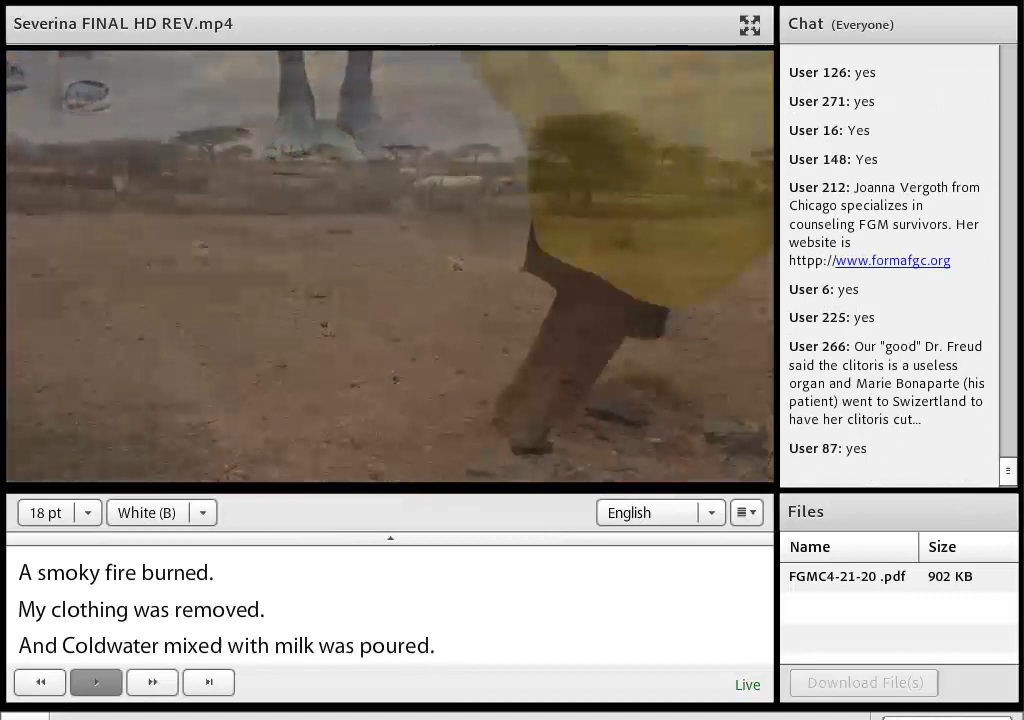 Severina FINAL HD REV.mp4
Chat (Everyone)
User 126: yes
User 271: yes
User 16: Yes
User 148: Yes
User 212: Joanna Vergoth from
Chicago specializes in
counseling FGM survivors. Her
website is
httpp://www.formafgc.org
User 6: yes
User 225: yes
User 266: Our "good" Dr. Freud
said the clitoris is a useless
organ and Marie Bonaparte (his
patient) went to Swizertland to
have her clitoris cut...
User 87: yes
18 pt
White (B)
English
A smoky fire burned.
My clothing was removed.
And Coldwater mixed with milk was poured.
Live
Files
Name Size
FGMC4-21-20 .pdf 902 KB
Download File(s)